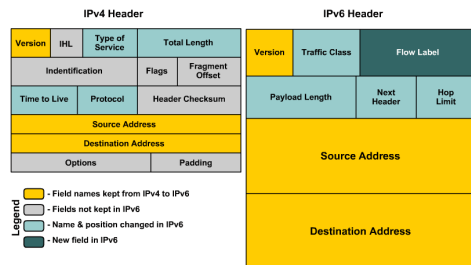 IPv4 Header
Version IHL Type of Service Total Length
Indentification Flags Fragment Offset
Time to Live Protocol Header Checksum
Source Address
Destination Address
Options Padding
Legend
- Field names kept from IPv4 to IPv6
- Fields not kept in IPv6
- Name & position changed in IPv6
- New field in IPv6
IPv6 Header
Version Traffic Class Flow Label
Payload Length Next Header Hop Limit
Source Address
Destination Address